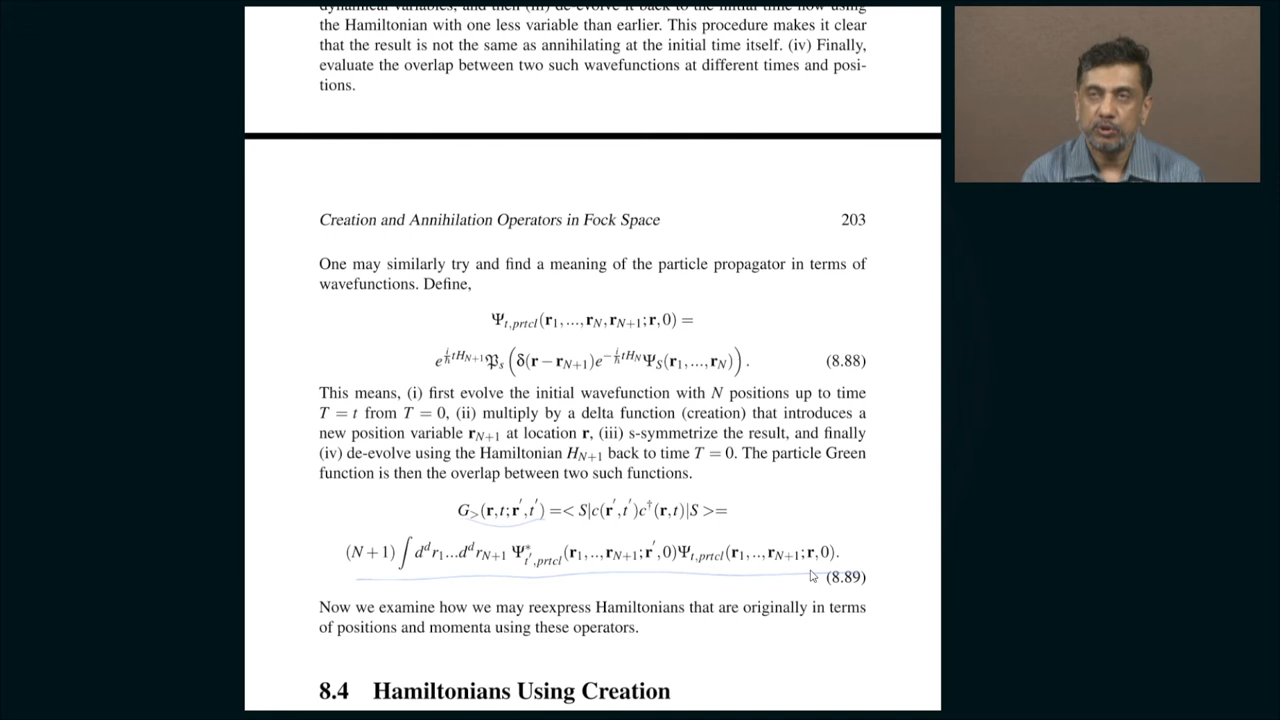 dynamical variables, and then (iii) de-evolve it back to the initial time now using
the Hamiltonian with one less variable than earlier. This procedure makes it clear
that the result is not the same as annihilating at the initial time itself. (iv) Finally,
evaluate the overlap between two such wavefunctions at different times and posi-
tions.
Creation and Annihilation Operators in Fock Space 203
One may similarly try and find a meaning of the particle propagator in terms of
wavefunctions. Define,
Ψ_{t,prtcl}(r_1,...,r_N,r_{N+1};r,0) =
e^{\frac{i}{ħ}tH_{N+1}}𝔓_s(δ(r−r_{N+1})e^{−\frac{i}{ħ}tH_N}Ψ_S(r_1,...,r_N)). (8.88)
This means, (i) first evolve the initial wavefunction with N positions up to time
T = t from T = 0, (ii) multiply by a delta function (creation) that introduces a
new position variable r_{N+1} at location r, (iii) s-symmetrize the result, and finally
(iv) de-evolve using the Hamiltonian H_{N+1} back to time T = 0. The particle Green
function is then the overlap between two such functions.
G_>(r,t;r′,t′) =< S|c(r′,t′)c†(r,t)|S >=
(N+1) ∫ d^d r_1...d^d r_{N+1} Ψ*_{t′,prtcl}(r_1,..,r_{N+1};r′,0)Ψ_{t,prtcl}(r_1,..,r_{N+1};r,0).
(8.89)
Now we examine how we may reexpress Hamiltonians that are originally in terms
of positions and momenta using these operators.
8.4 Hamiltonians Using Creation